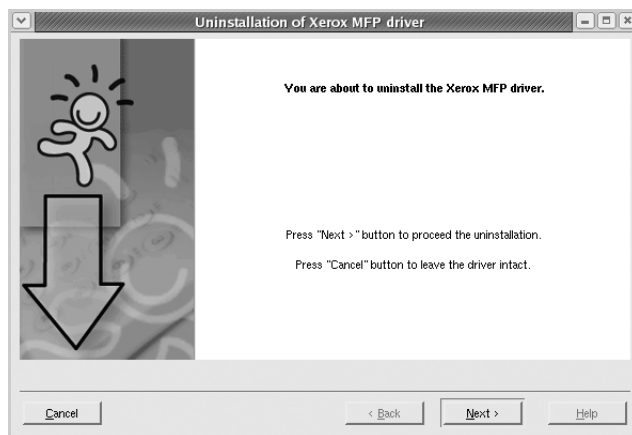 Uninstallation of Xerox MFP driver
You are about to uninstall the Xerox MFP driver.
Press "Next >" button to proceed the uninstallation.
Press "Cancel" button to leave the driver intact.
Cancel
< Back
Next >
Help